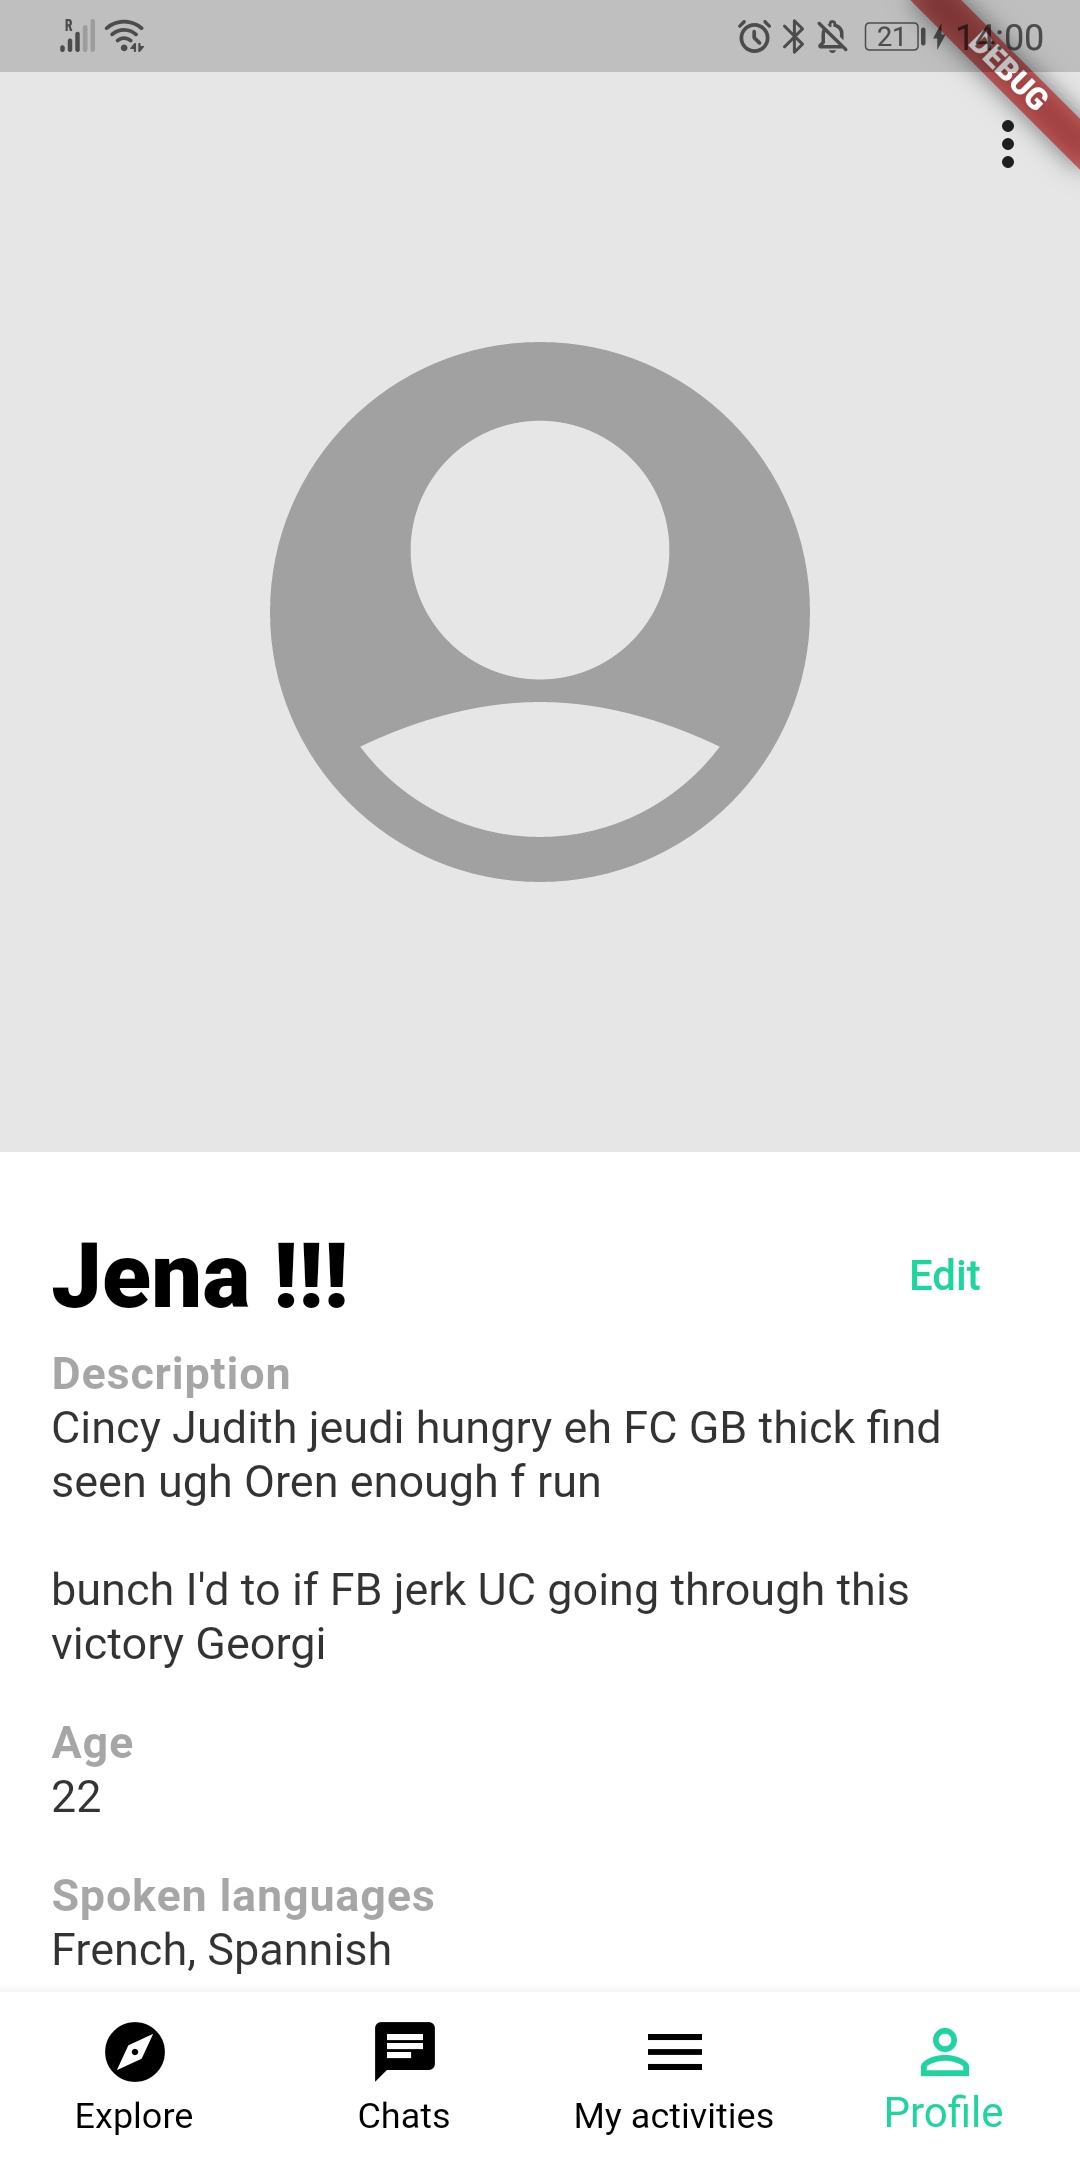 R
21
14:00
DEBUG
Jena !!!
Edit
Description
Cincy Judith jeudi hungry eh FC GB thick find
seen ugh Oren enough f run
bunch I'd to if FB jerk UC going through this
victory Georgi
Age
22
Spoken languages
French, Spannish
Explore
Chats
My activities
Profile